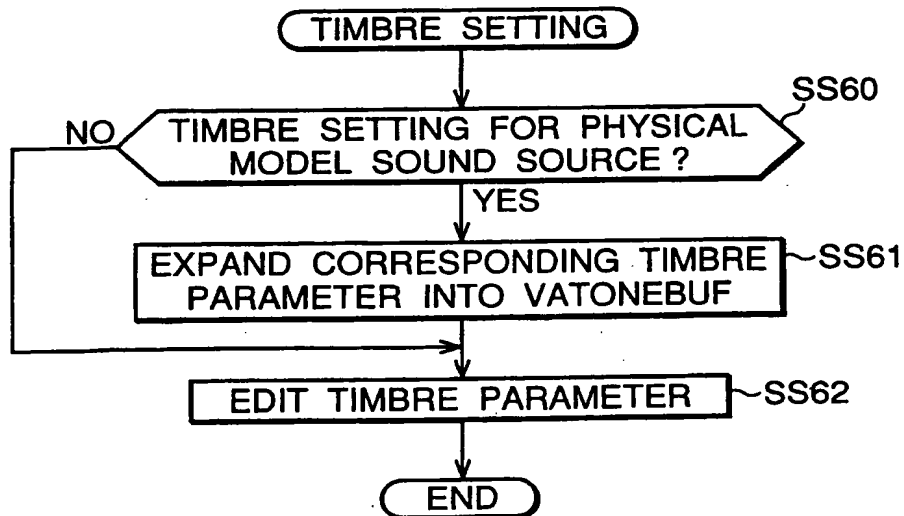 TIMBRE SETTING
SS60
NO
TIMBRE SETTING FOR PHYSICAL
MODEL SOUND SOURCE ?
YES
EXPAND CORRESPONDING TIMBRE
PARAMETER INTO VATONEBUF
SS61
EDIT TIMBRE PARAMETER
SS62
END